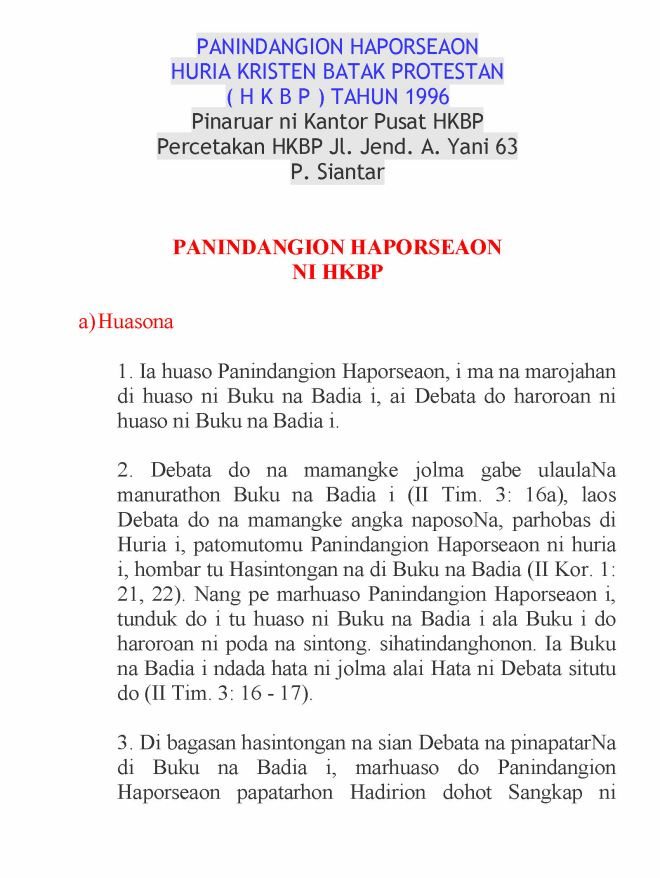 PANINDANGION HAPORSEAON
HURIA KRISTEN BATAK PROTESTAN
( H K B P ) TAHUN 1996
Pinaruar ni Kantor Pusat HKBP
Percetakan HKBP Jl. Jend. A. Yani 63
P. Siantar
PANINDANGION HAPORSEAON
NI HKBP
a) Huasona
1. Ia huaso Panindangion Haporseaon, i ma na marojahan
di huaso ni Buku na Badia i, ai Debata do haroroan ni
huaso ni Buku na Badia i.
2. Debata do na mamangke jolma gabe ulaulaNa
manurathon Buku na Badia i (II Tim. 3: 16a), laos
Debata do na mamangke angka naposoNa, parhobas di
Huria i, patomutomu Panindangion Haporseaon ni huria
i, hombar tu Hasintongan na di Buku na Badia (II Kor. 1:
21, 22). Nang pe marhuaso Panindangion Haporseaon i,
tunduk do i tu huaso ni Buku na Badia i ala Buku i do
haroroan ni poda na sintong. sihatindanghonon. Ia Buku
na Badia i ndada hata ni jolma alai Hata ni Debata situtu
do (II Tim. 3: 16 - 17).
3. Di bagasan hasintongan na sian Debata na pinapatarNa
di Buku na Badia i, marhuaso do Panindangion
Haporseaon papatarhon Hadirion dohot Sangkap ni